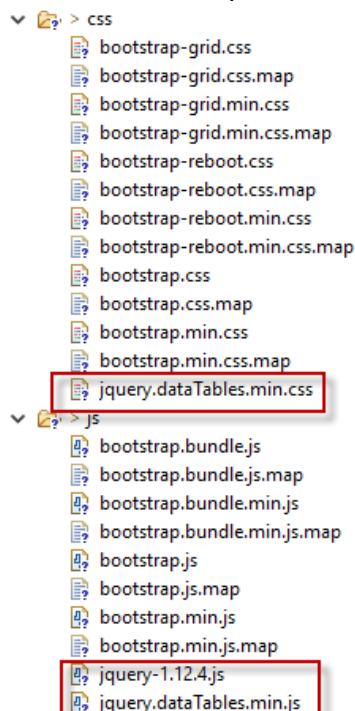 > css
bootstrap-grid.css
bootstrap-grid.css.map
bootstrap-grid.min.css
bootstrap-grid.min.css.map
bootstrap-reboot.css
bootstrap-reboot.css.map
bootstrap-reboot.min.css
bootstrap-reboot.min.css.map
bootstrap.css
bootstrap.css.map
bootstrap.min.css
bootstrap.min.css.map
jquery.dataTables.min.css
> js
bootstrap.bundle.js
bootstrap.bundle.js.map
bootstrap.bundle.min.js
bootstrap.bundle.min.js.map
bootstrap.js
bootstrap.js.map
bootstrap.min.js
bootstrap.min.js.map
jquery-1.12.4.js
jquery.dataTables.min.js